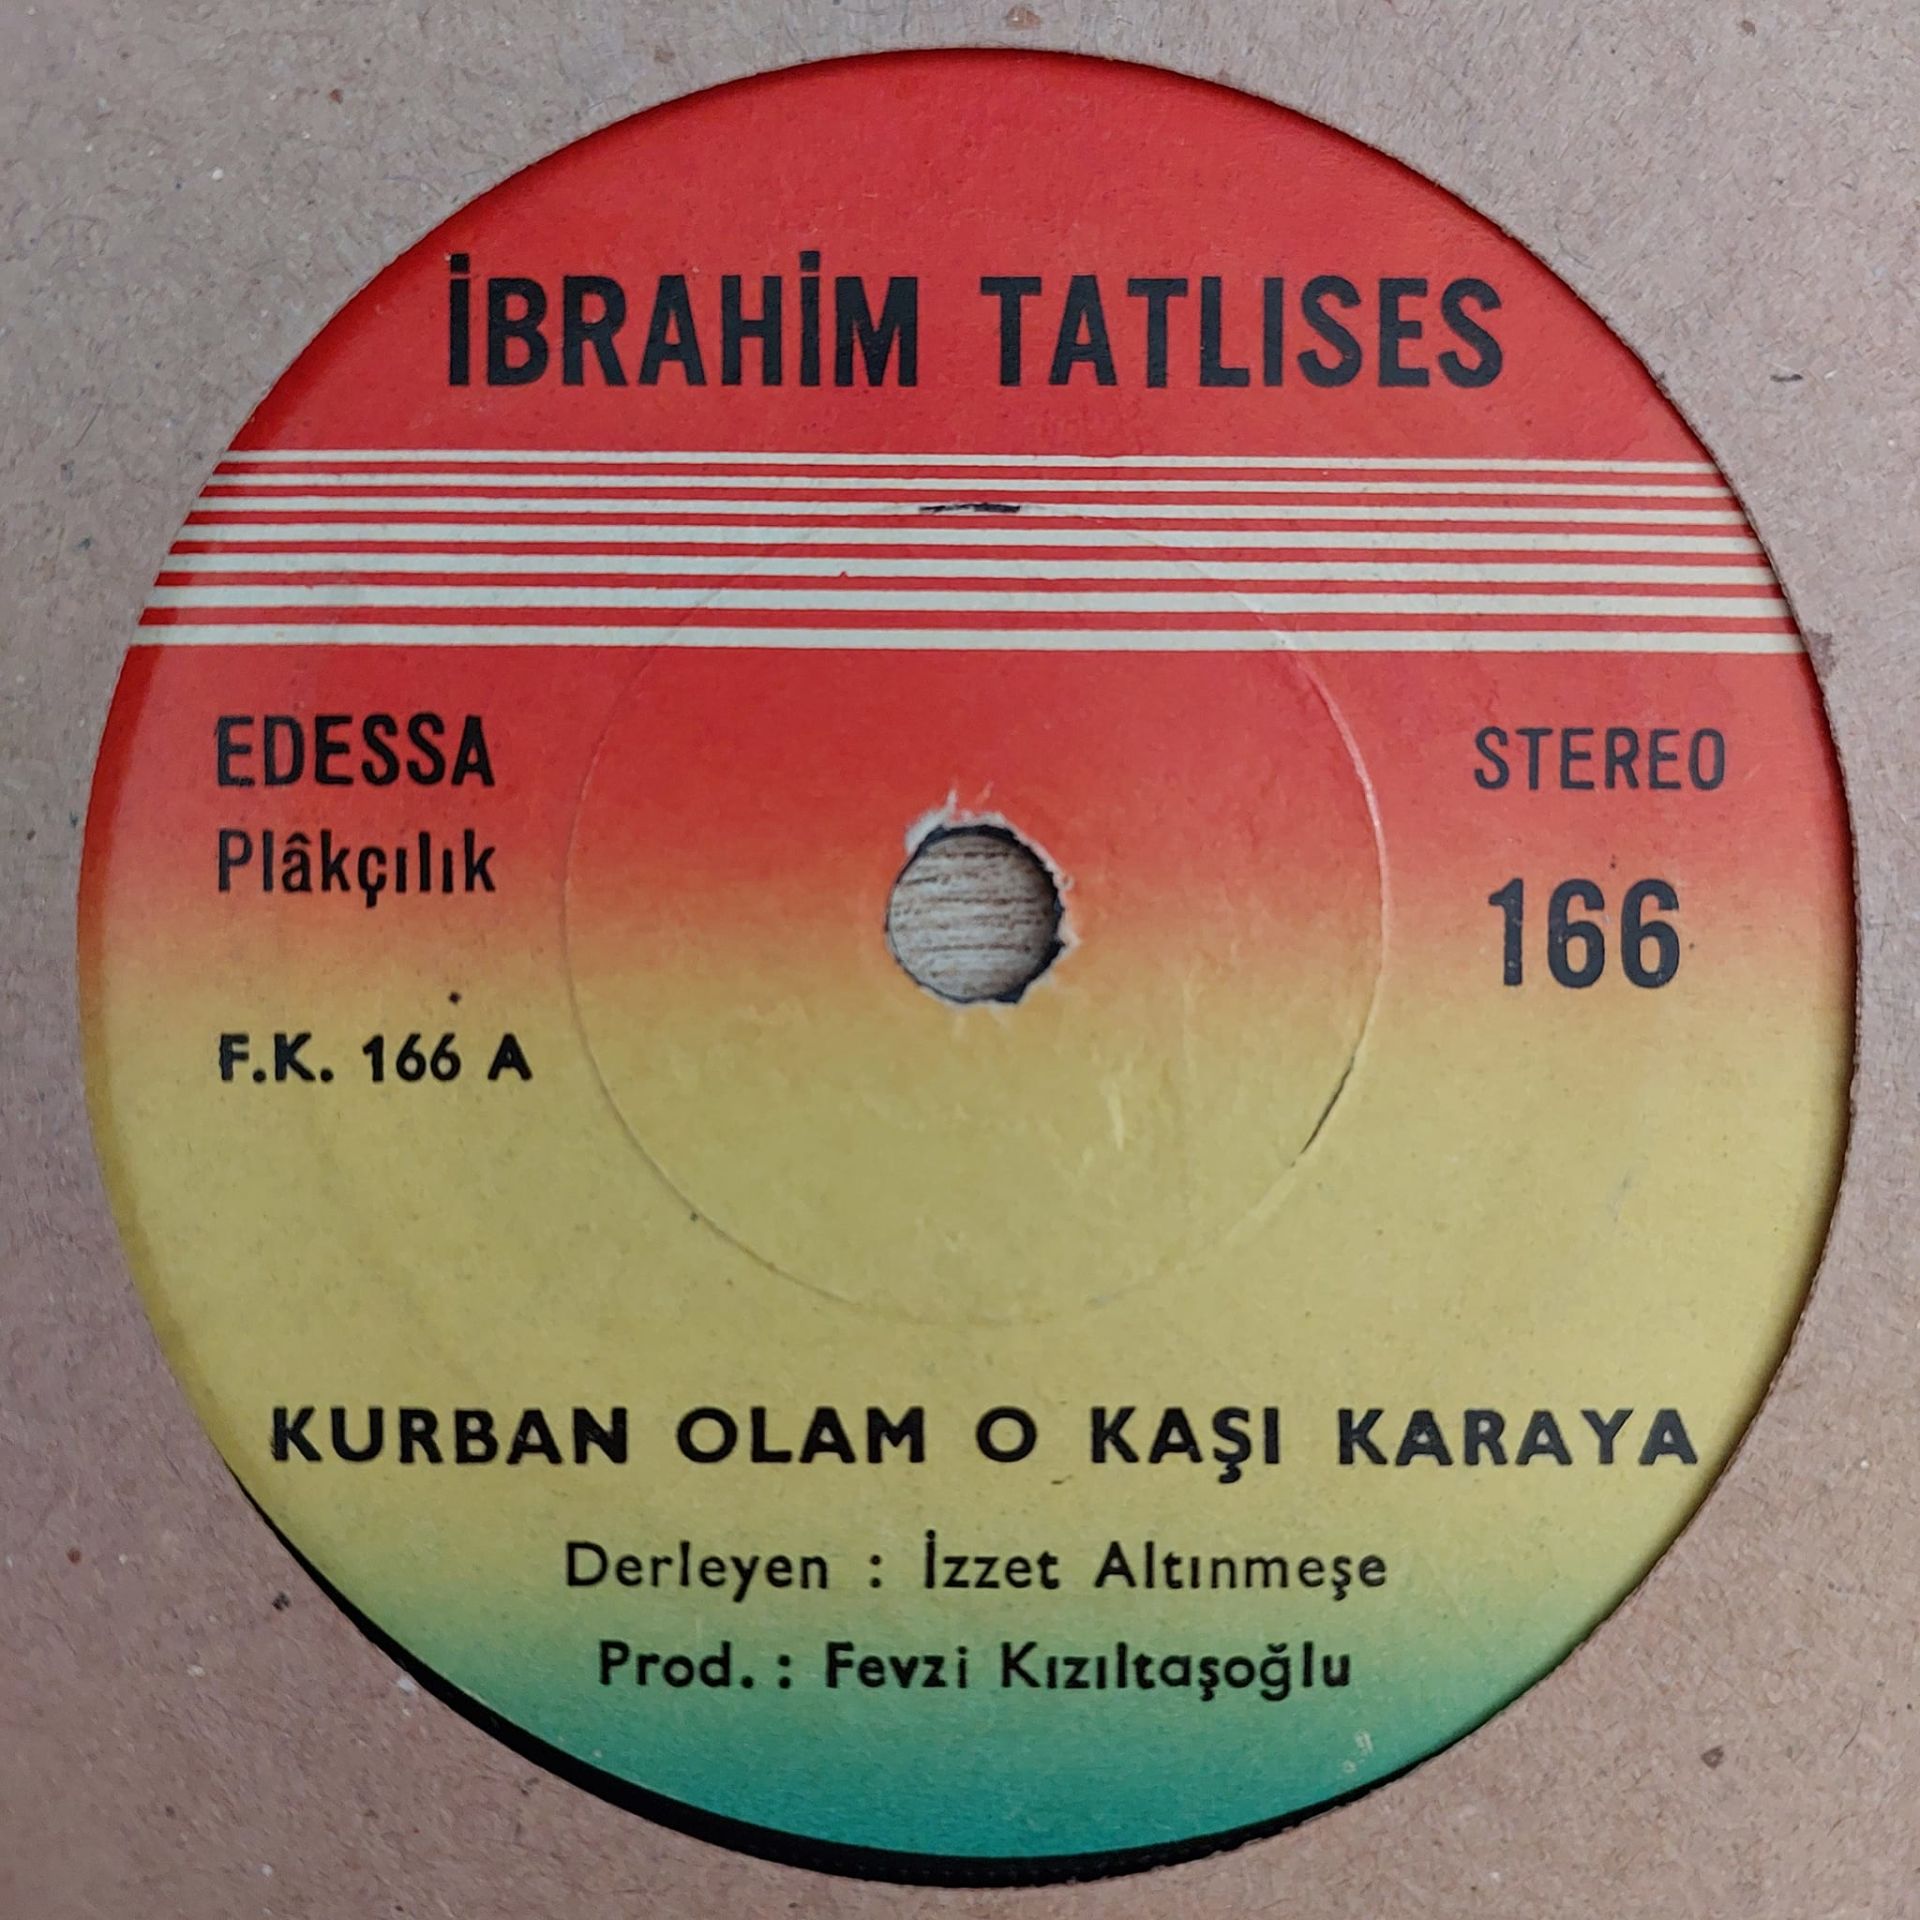 İBRAHİM TATLISES
EDESSA
Plâkçılık
STEREO
166
F.K. 166 A
KURBAN OLAM O KAŞI KARAYA
Derleyen : İzzet Altınmeşe
Prod. : Fevzi Kızıltaşoğlu